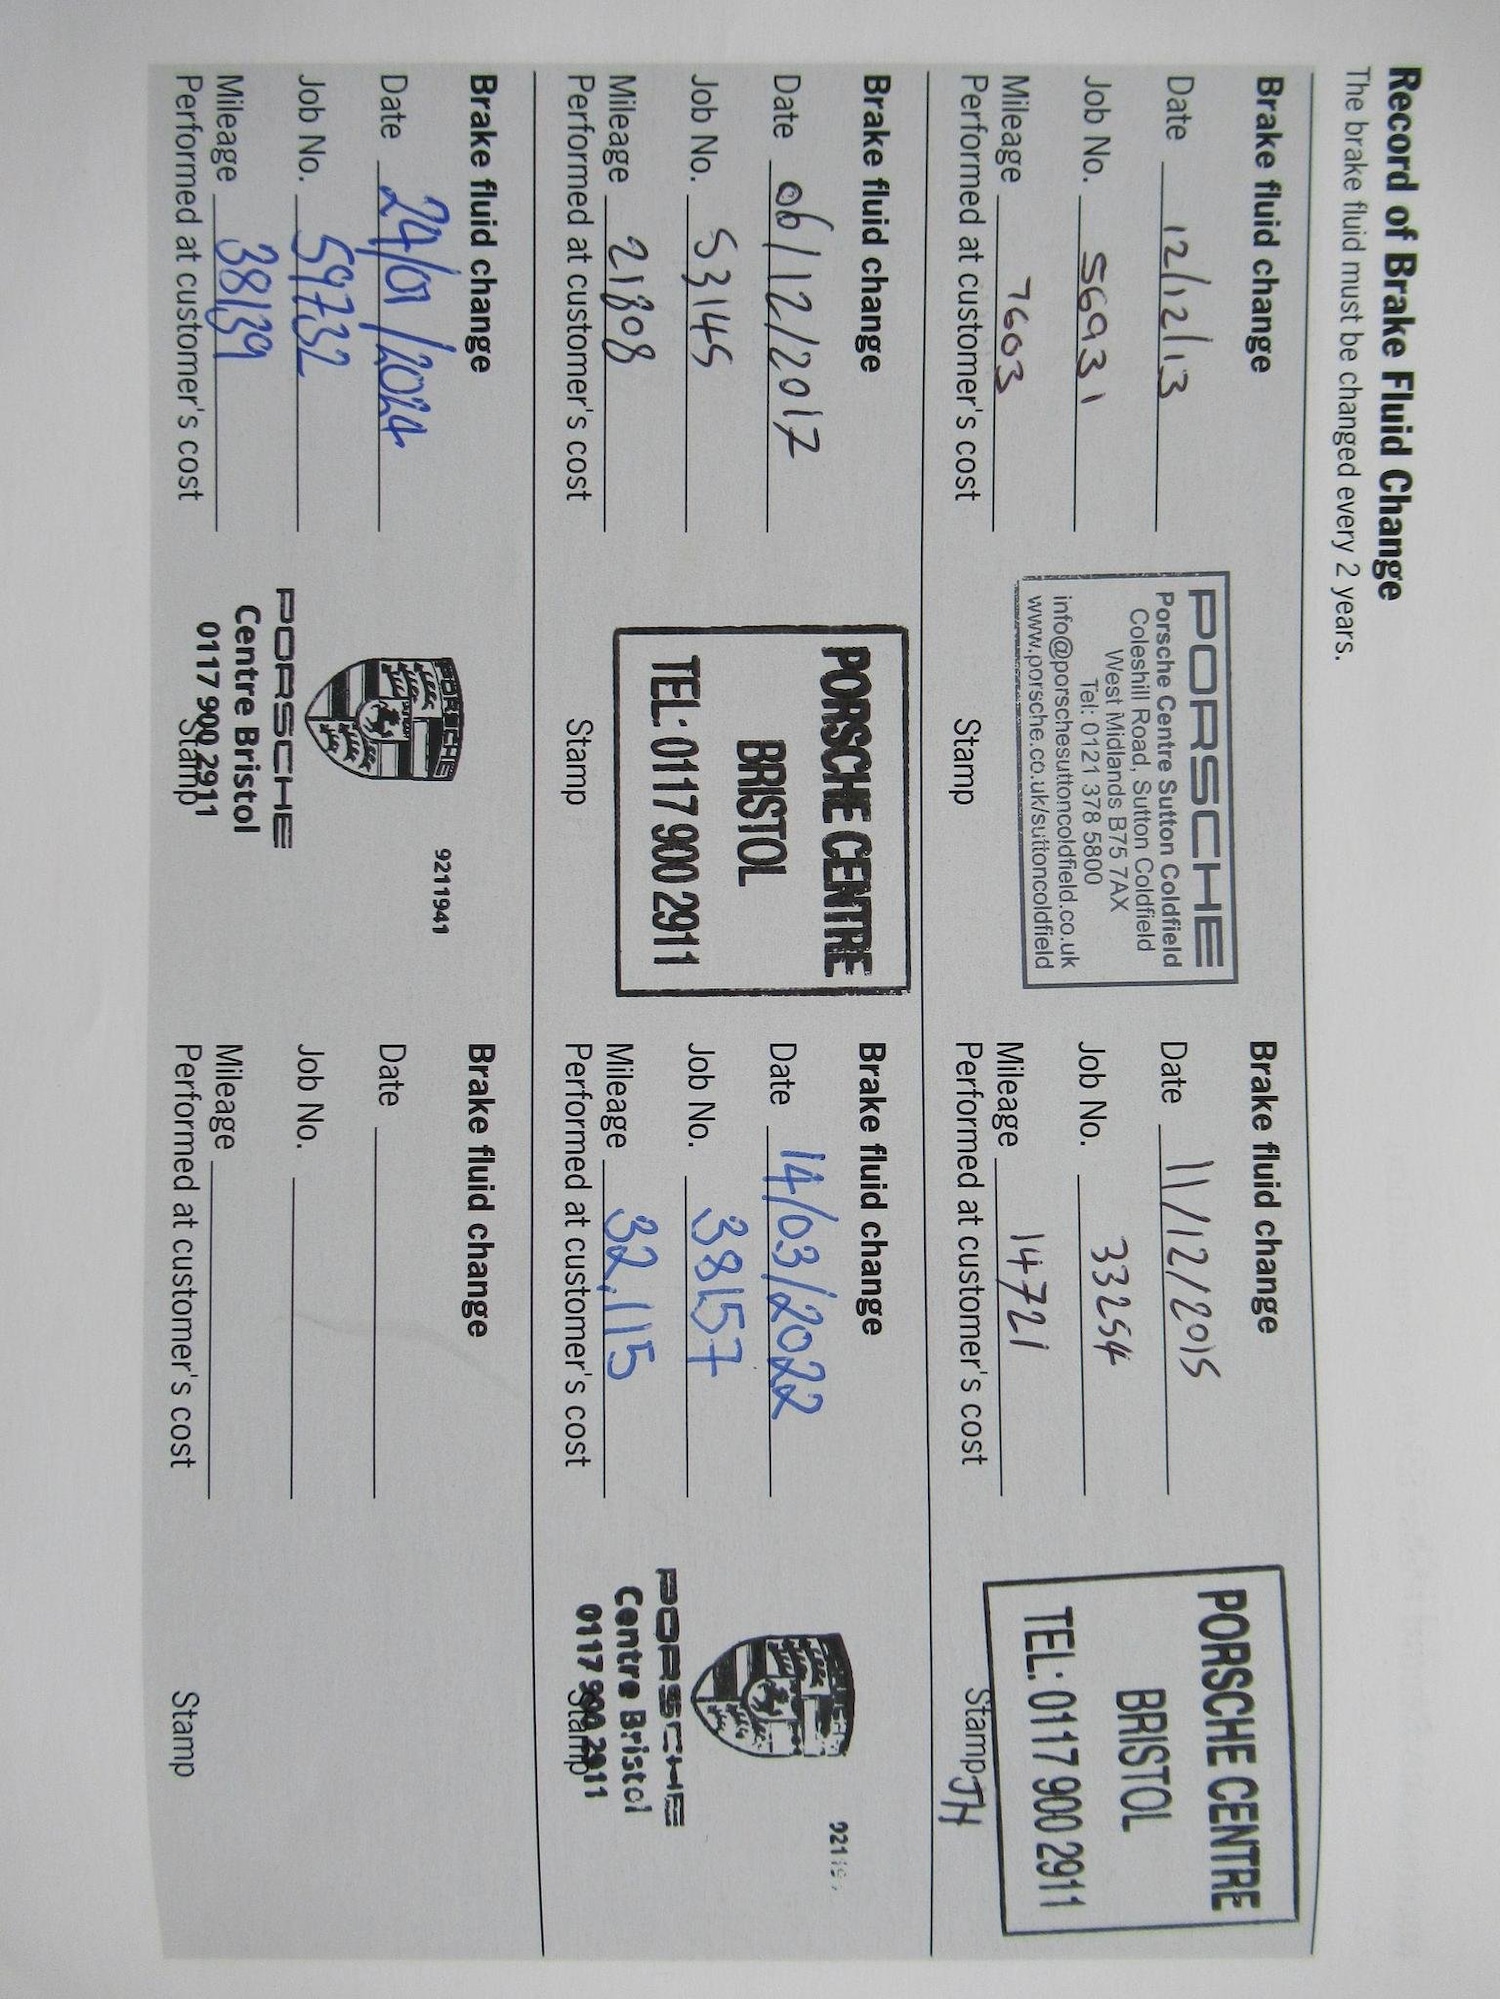 Record of Brake Fluid Change
The brake fluid must be changed every 2 years.
Brake fluid change
Date 12/12/13
Job No. 56931
Mileage 7603
Performed at customer's cost
PORSCHE
Porsche Centre Sutton Coldfield
Coleshill Road, Sutton Coldfield
West Midlands B75 7AX
Tel: 0121 378 5800
info@porschesuttoncoldfield.co.uk
www.porsche.co.uk/suttoncoldfield
Stamp
Brake fluid change
Date 11/12/2015
Job No. 33254
Mileage 14721
Performed at customer's cost
PORSCHE CENTRE
BRISTOL
TEL: 0117 900 2911
Stamp JH
Brake fluid change
Date 06/12/2017
Job No. 53145
Mileage 21808
Performed at customer's cost
PORSCHE CENTRE
BRISTOL
TEL: 0117 900 2911
Stamp
Brake fluid change
Date 14/03/2022
Job No. 38157
Mileage 32,115
Performed at customer's cost
PORSCHE
Centre Bristol
0117 900 2911
Stamp
Brake fluid change
Date 24/01/2024
Job No. 59732
Mileage 38139
Performed at customer's cost
9211941
PORSCHE
PORSCHE
Centre Bristol
0117 900 2911
Stamp
Brake fluid change
Date
Job No.
Mileage
Performed at customer's cost
Stamp